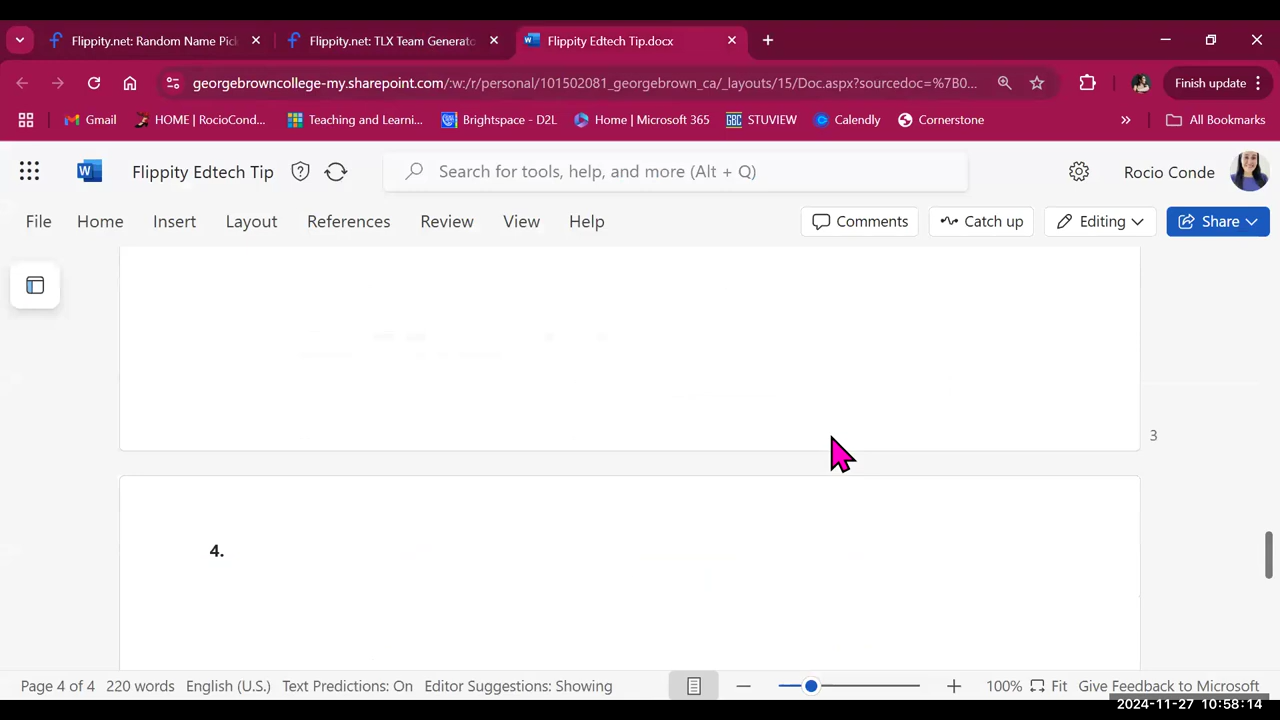 Flippity.net: Random Name Pick
Flippity.net: TLX Team Generato
Flippity Edtech Tip.docx
georgebrowncollege-my.sharepoint.com/:w:/r/personal/101502081_georgebrown_ca/_layouts/15/Doc.aspx?sourcedoc=%7B0...
Finish update
Gmail
HOME | RocioCond...
Teaching and Learni...
Brightspace - D2L
Home | Microsoft 365
GBC STUVIEW
Calendly
Cornerstone
»
All Bookmarks
W
Flippity Edtech Tip
Search for tools, help, and more (Alt + Q)
Rocio Conde
File Home Insert Layout References Review View Help
Comments
Catch up
Editing
Share
3
4.
Page 4 of 4 220 words English (U.S.) Text Predictions: On Editor Suggestions: Showing
100% Fit Give Feedback to Microsoft
2024-11-27 10:58:14